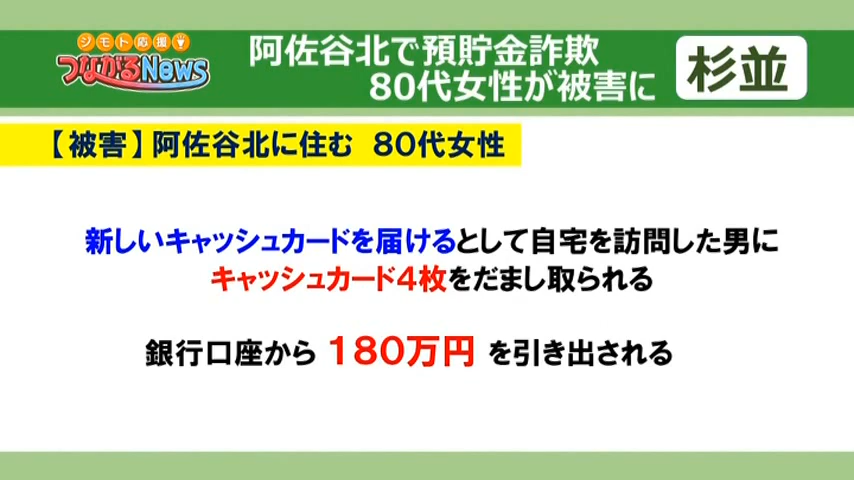 ジモト応援
つながるNEWS
阿佐谷北で預貯金詐欺
80代女性が被害に
杉並
【被害】阿佐谷北に住む 80代女性
新しいキャッシュカードを届けるとして自宅を訪問した男に
キャッシュカード4枚をだまし取られる
銀行口座から 180万円 を引き出される